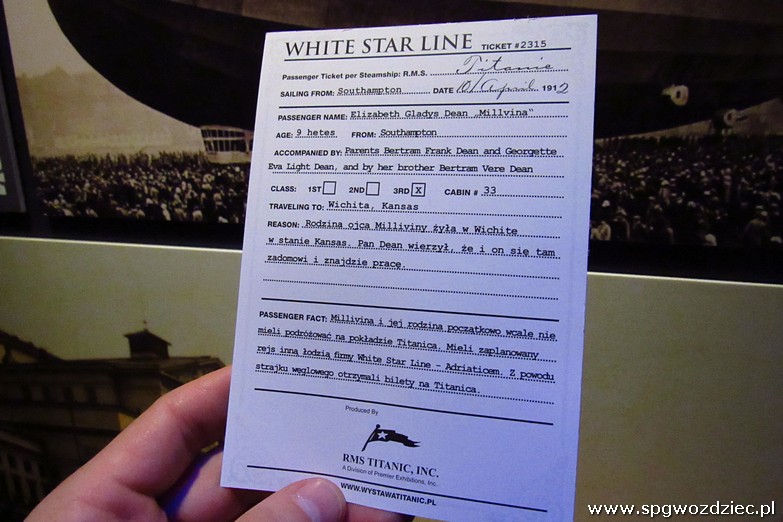 WHITE STAR LINE TICKET #2315
Passenger Ticket per Steamship: R.M.S. Titanic
SAILING FROM: Southampton DATE 10/April 1912
PASSENGER NAME: Elizabeth Gladys Dean „Millvina"
AGE: 9 hetes FROM: Southampton
ACCOMPANIED BY: Parents Bertram Frank Dean and Georgette
Eva Light Dean, and by her brother Bertram Vere Dean
CLASS: 1ST 2ND 3RD X CABIN # 33
TRAVELING TO: Wichita, Kansas
REASON: Rodzina ojca Milliviny żyła w Wichite
w stanie Kansas. Pan Dean wierzył, że i on się tam
zadomowi i znajdzie pracę.
PASSENGER FACT: Millivina i jej rodzina początkowo wcale nie
mieli podróżować na pokładzie Titanica. Mieli zaplanowany
rejs inną łodzią firmy White Star Line - Adriaticem. Z powodu
strajku węglowego otrzymali bilety na Titanica.
Produced By
RMS TITANIC, INC.
A Division of Premier Exhibitions, Inc.
WWW.WYSTAWATITANIC.PL
www.spgwozdziec.pl